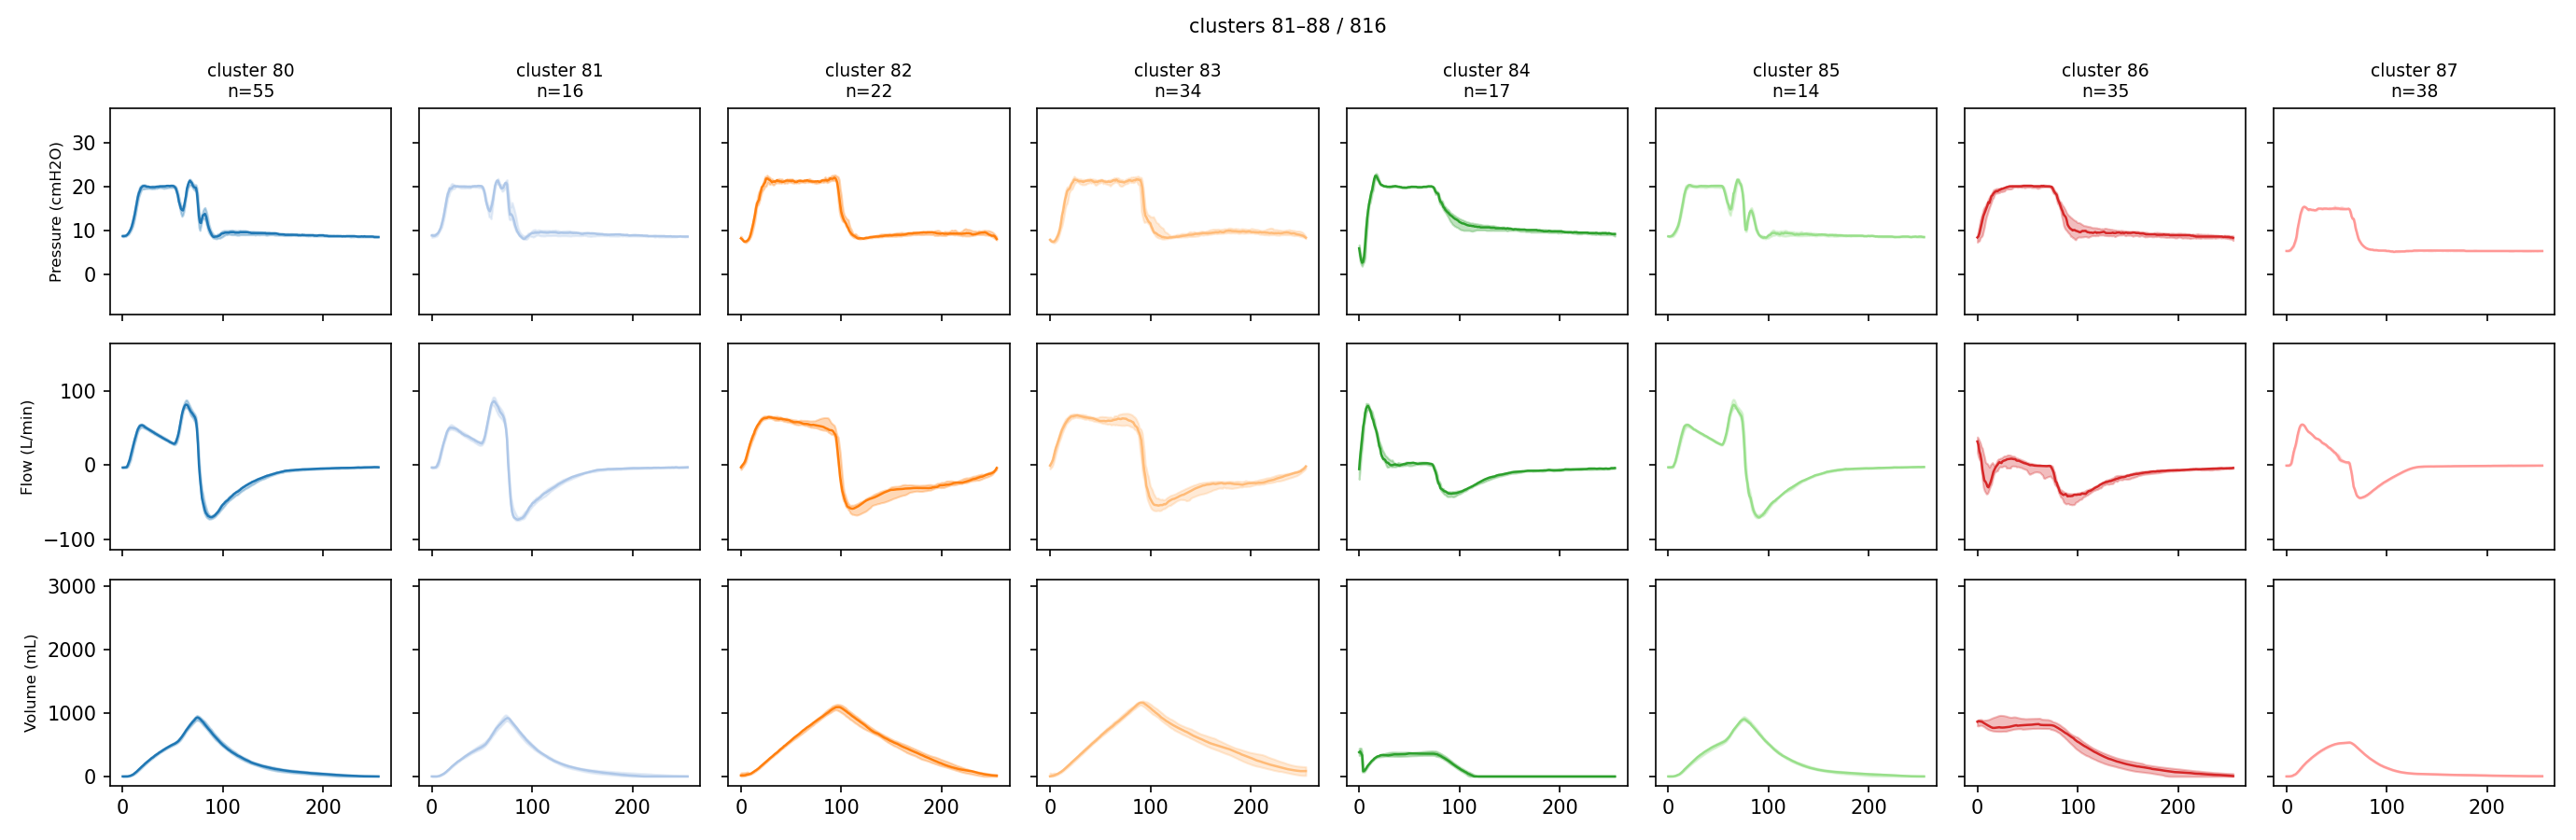 clusters 81–88 / 816
cluster 80
n=55
cluster 81
n=16
cluster 82
n=22
cluster 83
n=34
cluster 84
n=17
cluster 85
n=14
cluster 86
n=35
cluster 87
n=38
Pressure (cmH2O)
30
20
10
0
Flow (L/min)
100
0
−100
Volume (mL)
3000
2000
1000
0
0 100 200
0 100 200
0 100 200
0 100 200
0 100 200
0 100 200
0 100 200
0 100 200